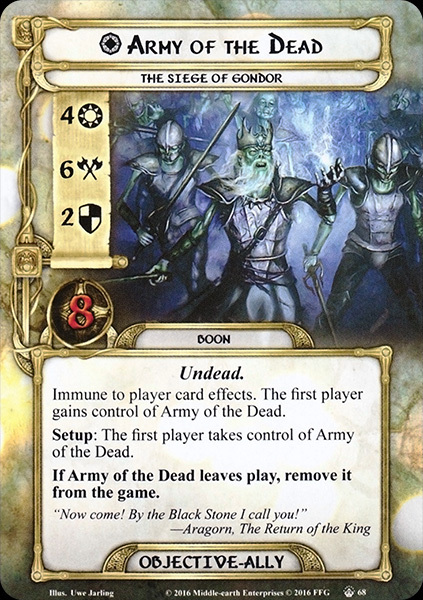 Army of the Dead
The Siege of Gondor
4
6
2
8
Boon
Undead.
Immune to player card effects. The first player
gains control of Army of the Dead.
Setup: The first player takes control of Army
of the Dead.
If Army of the Dead leaves play, remove it
from the game.
“Now come! By the Black Stone I call you!”
—Aragorn, The Return of the King
Objective-Ally
Illus. Uwe Jarling
© 2016 Middle-earth Enterprises © 2016 FFG
68